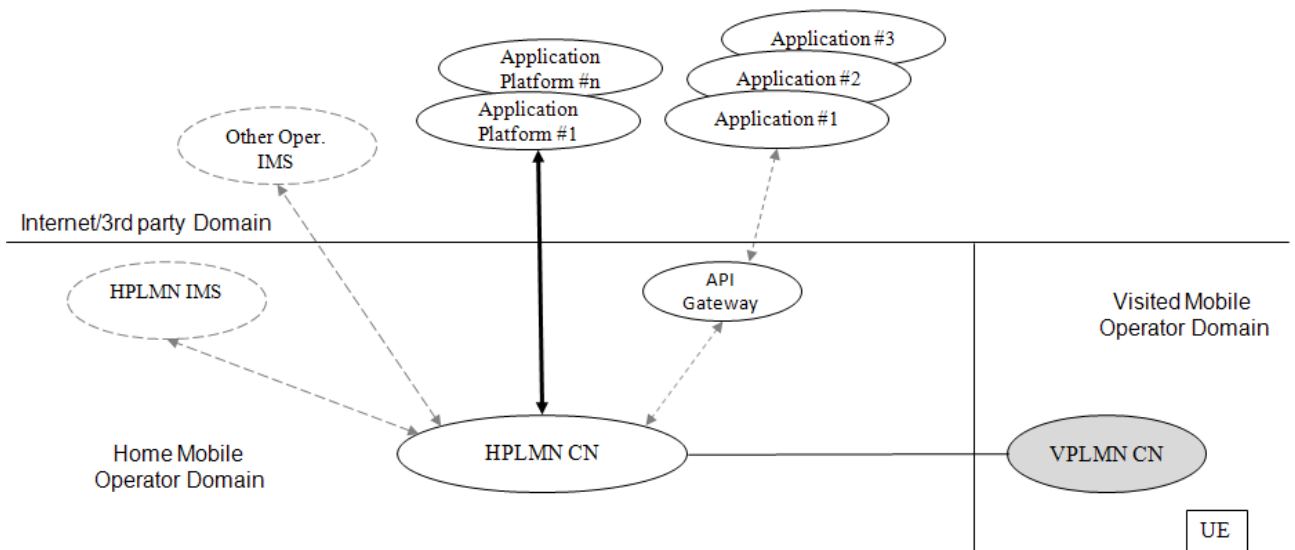 Application #3
Application
Platform #n
Application #2
Application
Platform #1
Application #1
Other Oper.
IMS
Internet/3rd party Domain
HPLMN IMS
API
Gateway
Visited Mobile
Operator Domain
Home Mobile
Operator Domain
HPLMN CN
VPLMN CN
UE